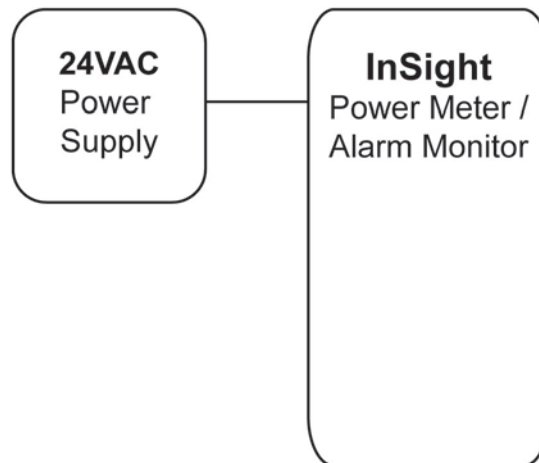 24VAC
Power
Supply
InSight
Power Meter /
Alarm Monitor